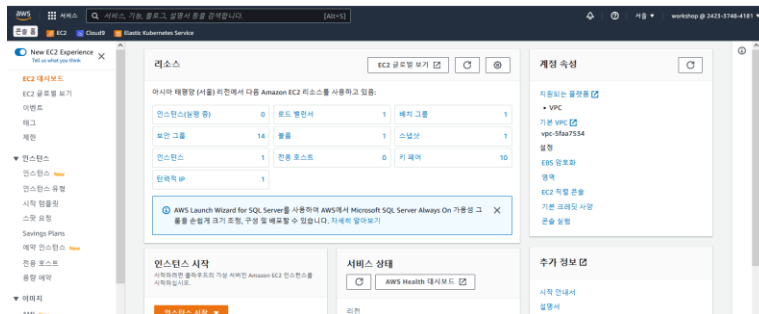 aws 서비스 서비스, 기능, 블로그, 설명서 등을 검색합니다. [Alt+S] 서울 ▼ workshop @ 2423-3740-4181 ▼
콘솔 홈 EC2 Cloud9 Elastic Kubernetes Service
New EC2 Experience
Tell us what you think
EC2 대시보드
EC2 글로벌 보기
이벤트
태그
제한
▼ 인스턴스
인스턴스 New
인스턴스 유형
시작 템플릿
스팟 요청
Savings Plans
예약 인스턴스 New
전용 호스트
용량 예약
▼ 이미지
리소스
EC2 글로벌 보기
아시아 태평양 (서울) 리전에서 다음 Amazon EC2 리소스를 사용하고 있음:
인스턴스(실행 중) 0 로드 밸런서 1 배치 그룹 1
보안 그룹 14 볼륨 1 스냅샷 1
인스턴스 1 전용 호스트 0 키 페어 10
탄력적 IP 1
AWS Launch Wizard for SQL Server를 사용하여 AWS에서 Microsoft SQL Server Always On 가용성 그
룹을 손쉽게 크기 조정, 구성 및 배포할 수 있습니다. 자세히 알아보기
인스턴스 시작
시작하려면 클라우드의 가상 서버인 Amazon EC2 인스턴스를
시작하십시오.
인스턴스 시작 ▼
서비스 상태
AWS Health 대시보드
리전
계정 속성
지원되는 플랫폼
• VPC
기본 VPC
vpc-5faa7534
설정
EBS 암호화
영역
EC2 직렬 콘솔
기본 크레딧 사양
콘솔 실험
추가 정보
시작 안내서
설명서